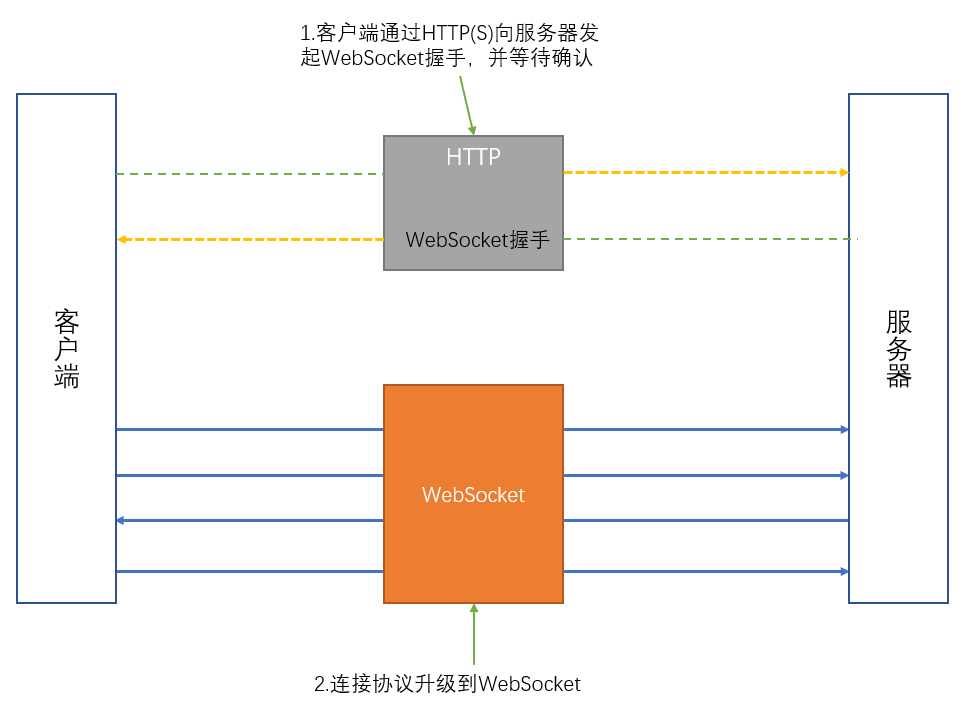 1.客户端通过HTTP(S)向服务器发
起WebSocket握手，并等待确认
HTTP
WebSocket握手
客户端
服务器
WebSocket
2.连接协议升级到WebSocket